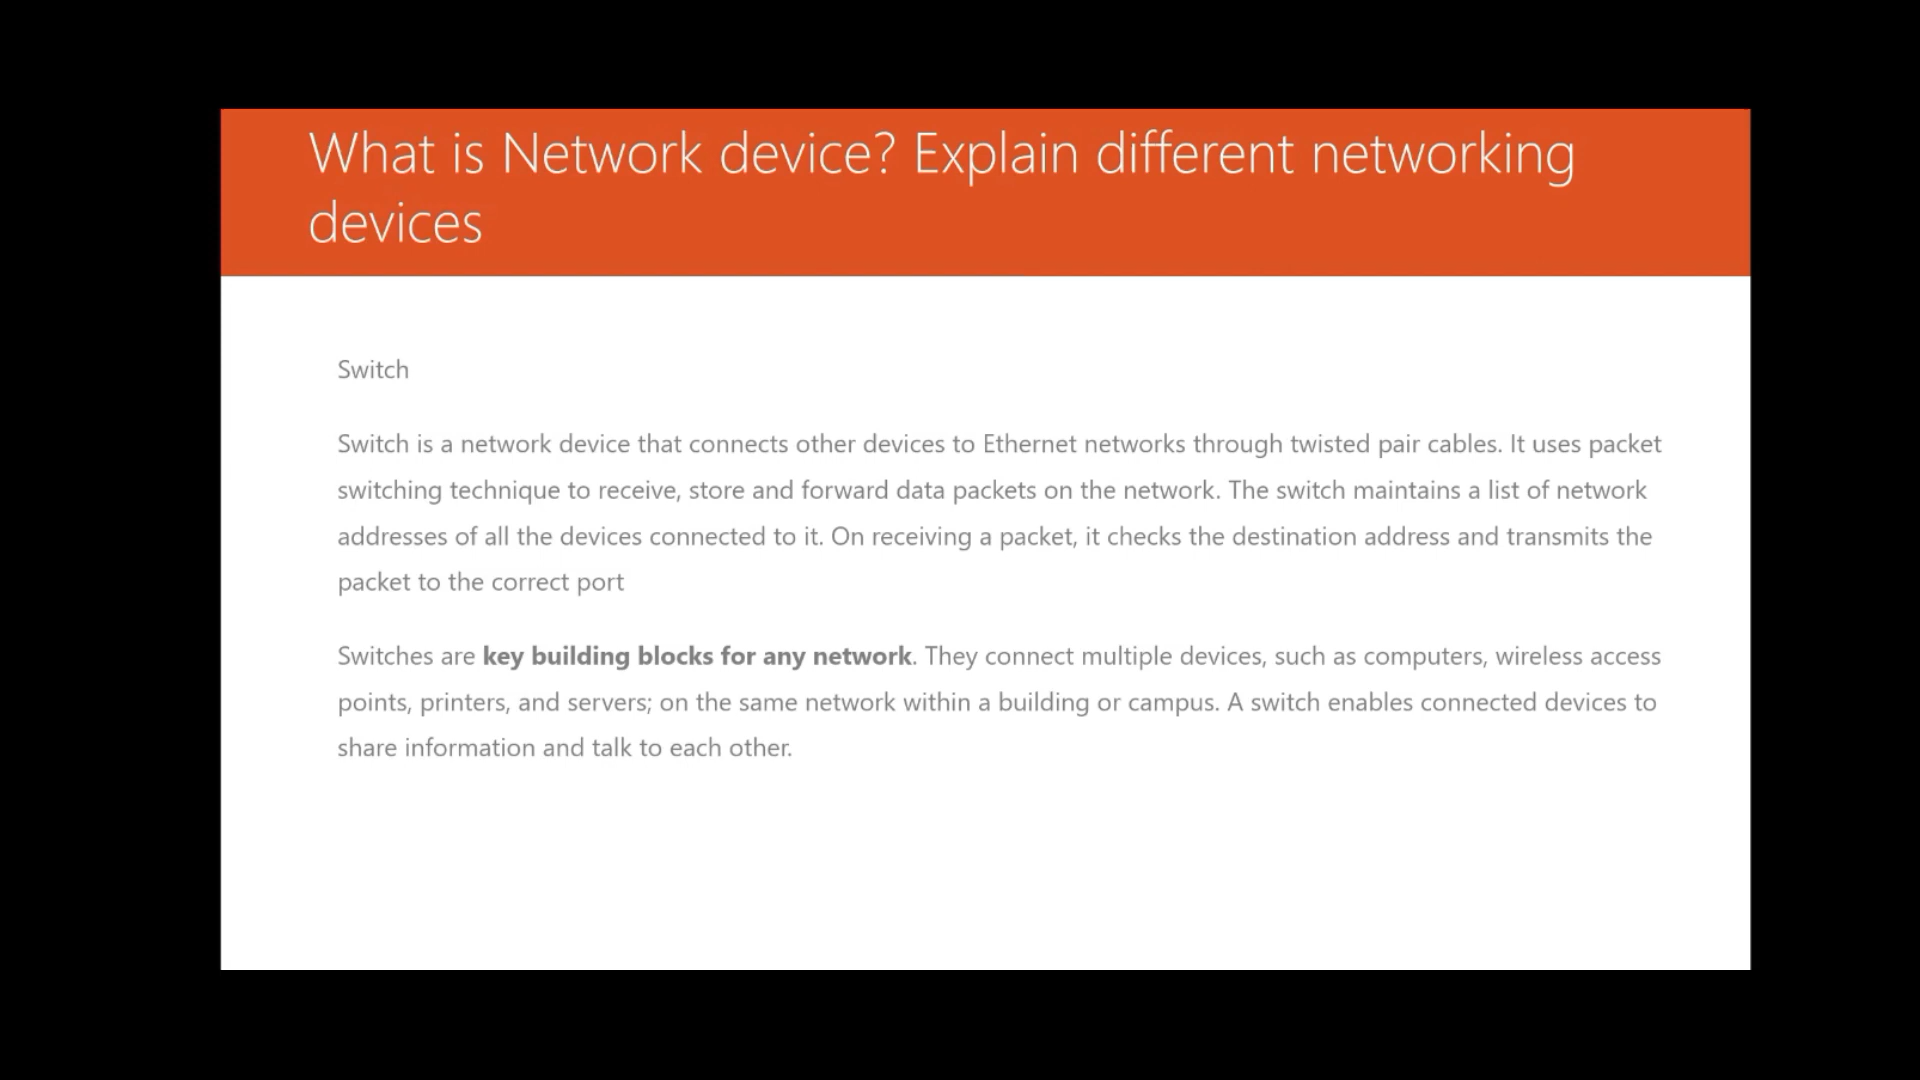 What is Network device? Explain different networking
devices
Switch
Switch is a network device that connects other devices to Ethernet networks through twisted pair cables. It uses packet
switching technique to receive, store and forward data packets on the network. The switch maintains a list of network
addresses of all the devices connected to it. On receiving a packet, it checks the destination address and transmits the
packet to the correct port
Switches are key building blocks for any network. They connect multiple devices, such as computers, wireless access
points, printers, and servers; on the same network within a building or campus. A switch enables connected devices to
share information and talk to each other.